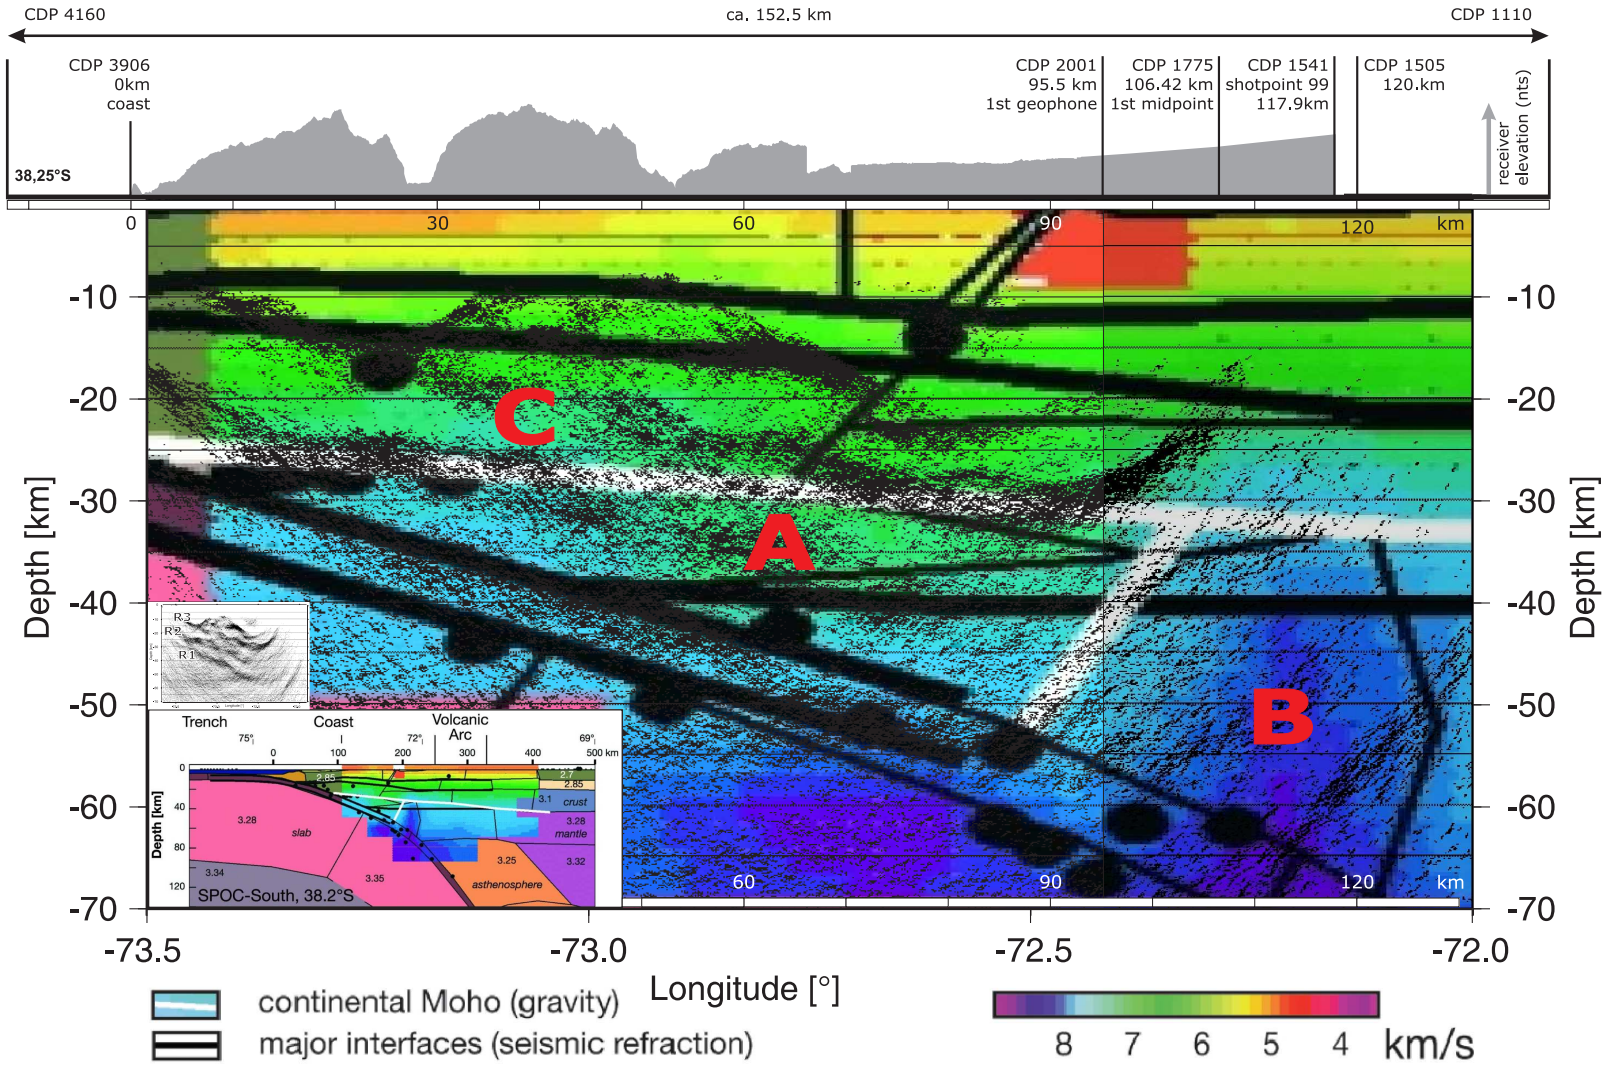 CDP 4160
ca. 152.5 km
CDP 1110
CDP 3906
0km
coast
CDP 2001
95.5 km
1st geophone
CDP 1775
106.42 km
1st midpoint
CDP 1541
shotpoint 99
117.9km
CDP 1505
120.km
receiver
elevation (nts)
38,25°S
0 30 60 90 120 km
-10 -10
-20 -20
-30 -30
-40 -40
-50 -50
-60 -60
-70 -70
Depth [km]
Depth [km]
C
A
B
R3
R2
R1
60 90 120 km
Trench Coast Volcanic
Arc
75° 72° 69°
0 100 200 300 400 500 km
Depth [km]
0
40
80
120
2.85
2.7
2.85
3.1 crust
3.28
mantle
3.28
slab
3.32
3.25
asthenosphere
3.34
3.35
SPOC-South, 38.2°S
-73.5 -73.0 -72.5 -72.0
Longitude [°]
continental Moho (gravity)
major interfaces (seismic refraction)
8 7 6 5 4 km/s